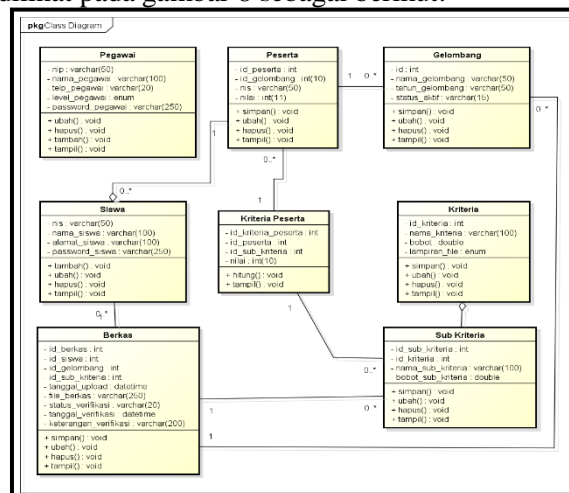 dilihat pada gambar 8 sebagai berikut.
pkg Class Diagram
Pegawai
- nip : varchar(50)
- nama_pegawai : varchar(100)
- telp_pegawai : varchar(20)
- level_pegawai : enum
- password_pegawai : varchar(250)
+ ubah() : void
+ hapus() : void
+ tambah() : void
+ tampil() : void
Peserta
- id_peserta : int
- id_gelombang : int(10)
- nis : varchar(50)
- nilai : int(11)
+ simpan() : void
+ ubah() : void
+ hapus() : void
+ tampil() : void
1 0..*
Gelombang
- id : int
- nama_gelombang : varchar(50)
- tahun_gelombang : varchar(50)
- status_aktif : varchar(15)
+ simpan() : void
+ ubah() : void
+ hapus() : void
+ tampil() : void
0..*
1
0..*
0..*
1
Siswa
- nis : varchar(50)
- nama_siswa : varchar(100)
- alamat_siswa : varchar(100)
- password_siswa : varchar(250)
+ tambah() : void
+ ubah() : void
+ hapus() : void
+ tampil() : void
Kriteria Peserta
- id_kriteria_peserta : int
- id_peserta : int
- id_sub_kriteria : int
- nilai : int(10)
+ hitung() : void
+ tampil() : void
Kriteria
- id_kriteria : int
- nama_kriteria : varchar(100)
- bobot : double
- lampiran_file : enum
+ simpan() : void
+ ubah() : void
+ hapus() : void
+ tampil() : void
1
0..*
Berkas
- id_berkas : int
- id_siswa : int
- id_gelombang : int
id_sub_kriteria : int
- tanggal_upload : datetime
- file_berkas : varchar(250)
- status_verifikasi : varchar(20)
- tanggal_verifikasi : datetime
- keterangan_verifikasi : varchar(200)
+ simpan() : void
+ ubah() : void
+ hapus() : void
+ tampil() : void
Sub Kriteria
- id_sub_kriteria : int
- id_kriteria : int
- nama_sub_kriteria : varchar(100)
bobot_sub_kriteria : double
+ simpan() : void
+ ubah() : void
+ hapus() : void
+ tampil() : void
0..*
1 0..*
1